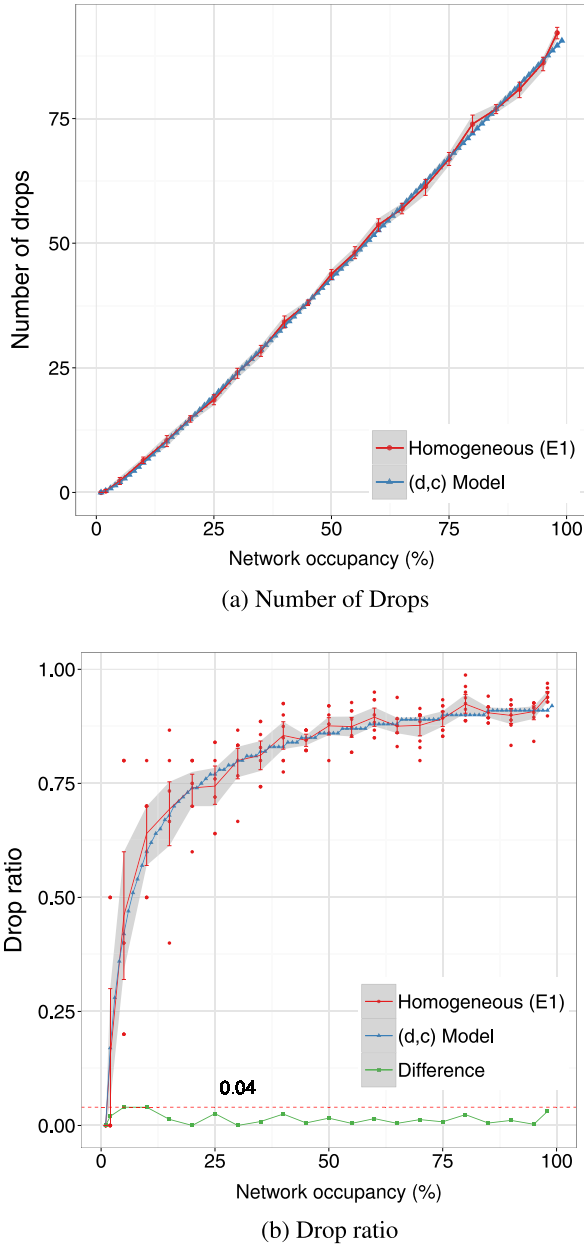 75
50
25
0
Number of drops
Homogeneous (E1)
(d,c) Model
0 25 50 75 100
Network occupancy (%)
(a) Number of Drops
1.00
0.75
0.50
0.25
0.00
Drop ratio
Homogeneous (E1)
(d,c) Model
Difference
0.04
0 25 50 75 100
Network occupancy (%)
(b) Drop ratio